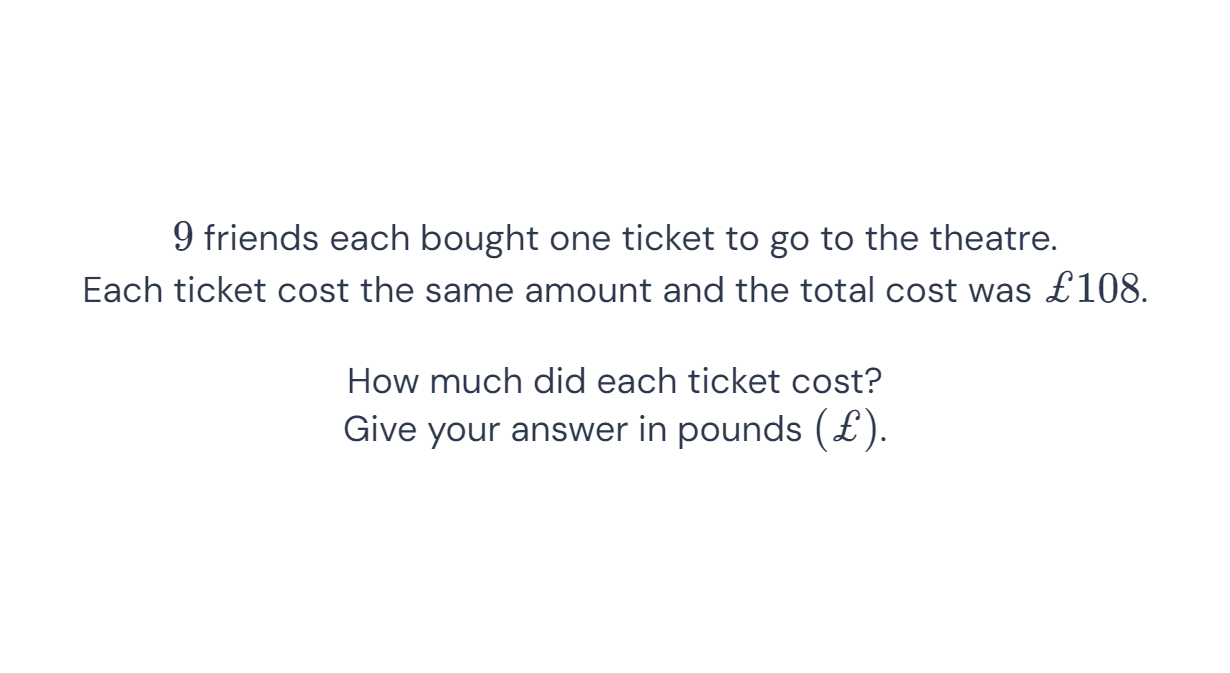 9 friends each bought one ticket to go to the theatre.
Each ticket cost the same amount and the total cost was £108.
How much did each ticket cost?
Give your answer in pounds (£).